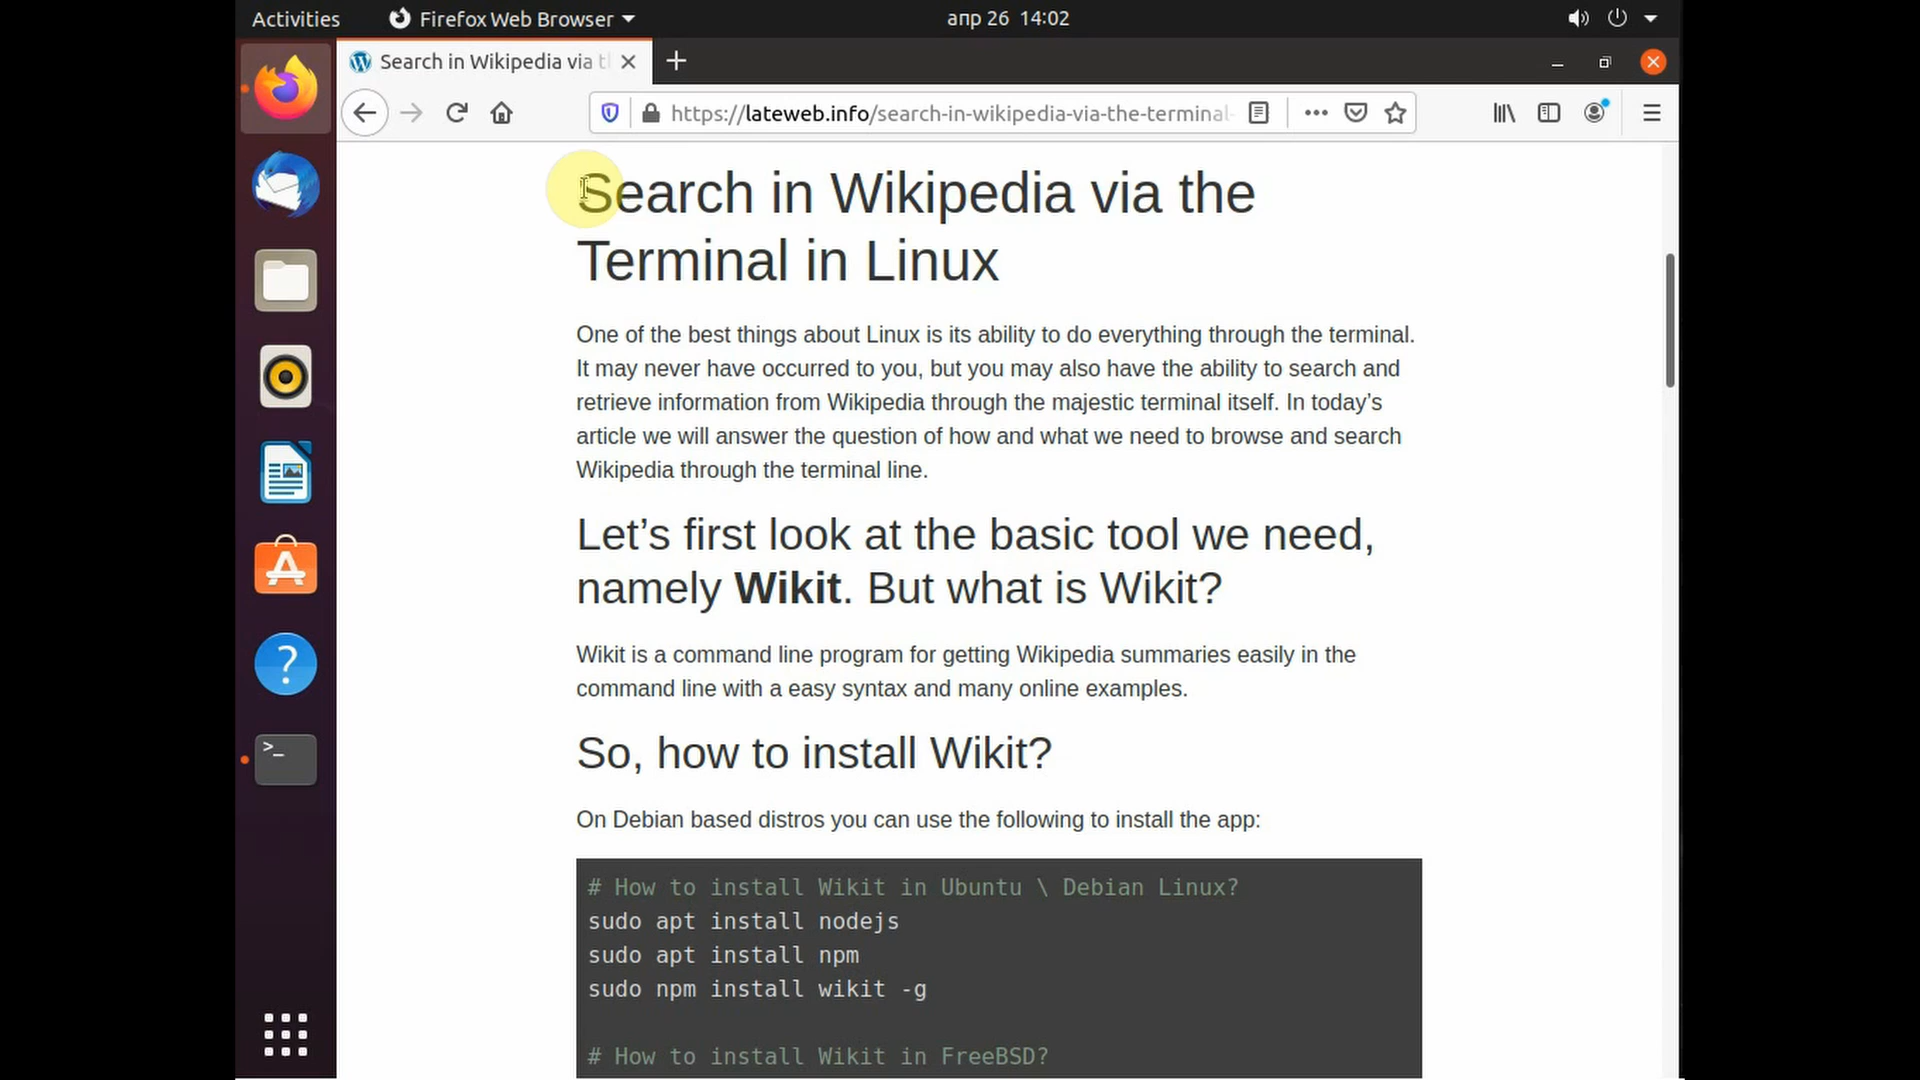 Activities Firefox Web Browser апр 26 14:02
Search in Wikipedia via t
https://lateweb.info/search-in-wikipedia-via-the-terminal-
Search in Wikipedia via the
Terminal in Linux
One of the best things about Linux is its ability to do everything through the terminal.
It may never have occurred to you, but you may also have the ability to search and
retrieve information from Wikipedia through the majestic terminal itself. In today’s
article we will answer the question of how and what we need to browse and search
Wikipedia through the terminal line.
Let’s first look at the basic tool we need,
namely Wikit. But what is Wikit?
Wikit is a command line program for getting Wikipedia summaries easily in the
command line with a easy syntax and many online examples.
So, how to install Wikit?
On Debian based distros you can use the following to install the app:
# How to install Wikit in Ubuntu \ Debian Linux?
sudo apt install nodejs
sudo apt install npm
sudo npm install wikit -g
# How to install Wikit in FreeBSD?